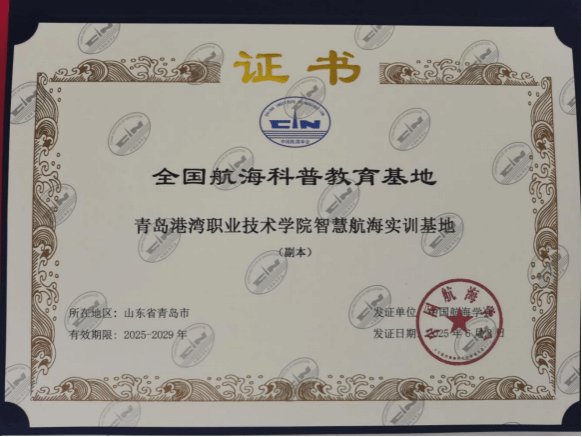 证书
CIN
全国航海科普教育基地
青岛港湾职业技术学院智慧航海实训基地
(副本)
所在地区：山东省青岛市
发证单位：中国航海学会
有效期限：2025-2029年
发证日期：2025年6月 日